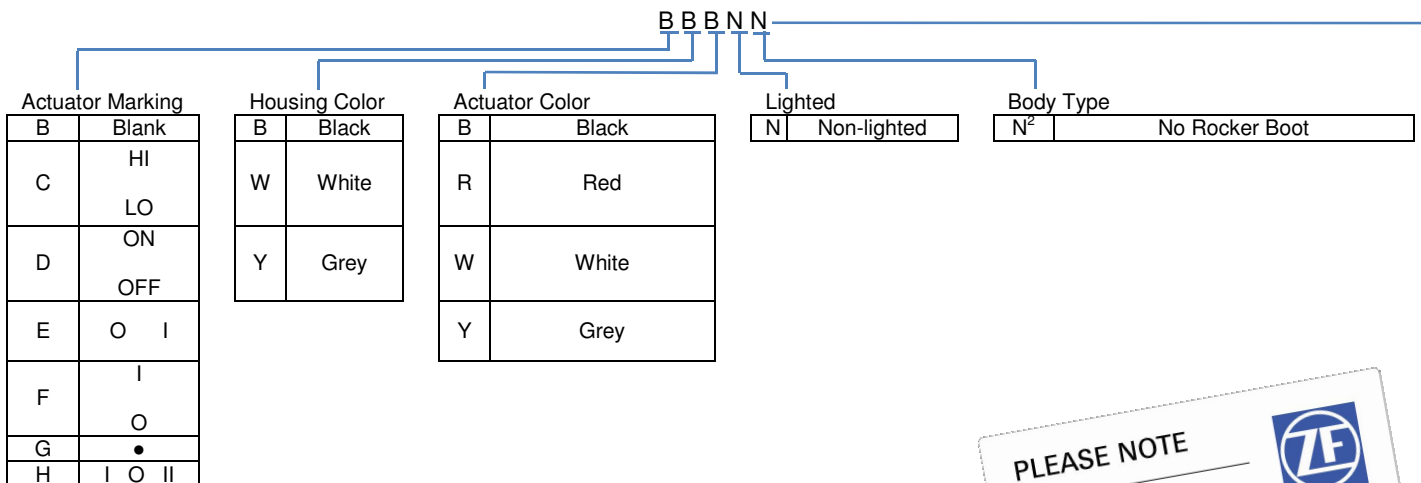 B B B N N
Actuator Marking
B Blank
C HI
LO
D ON
OFF
E O I
F I
O
G ●
H I O II
Housing Color
B Black
W White
Y Grey
Actuator Color
B Black
R Red
W White
Y Grey
Lighted
N Non-lighted
Body Type
N² No Rocker Boot
PLEASE NOTE
ZF